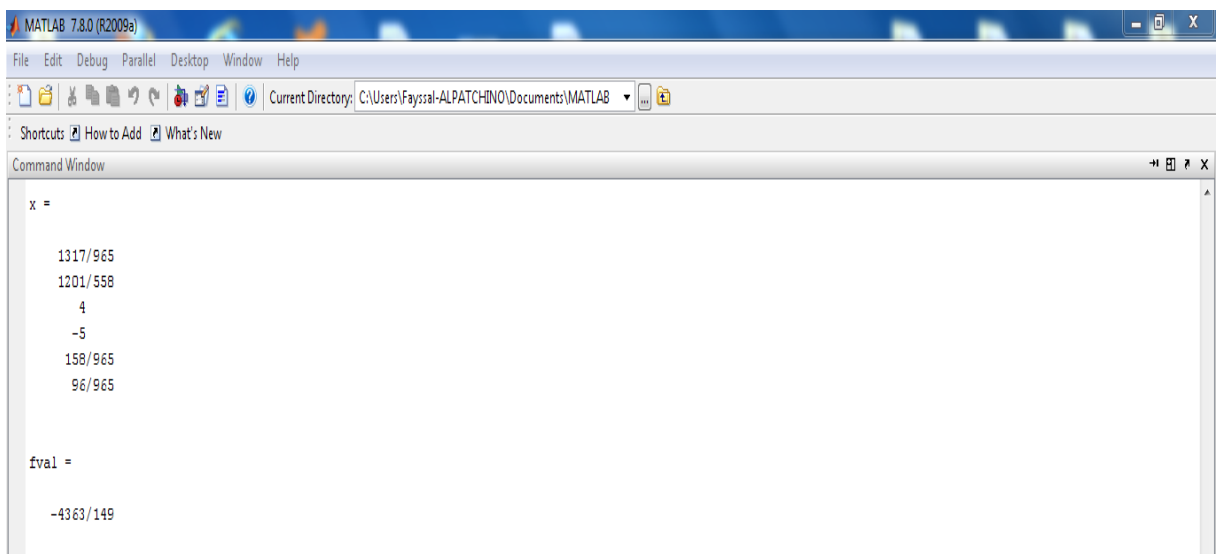 MATLAB 7.8.0 (R2009a)
File Edit Debug Parallel Desktop Window Help
Current Directory: C:\Users\Fayssal-ALPATCHINO\Documents\MATLAB ...
Shortcuts How to Add What's New
Command Window
x =
1317/965
1201/558
4
-5
158/965
96/965
fval =
-4363/149